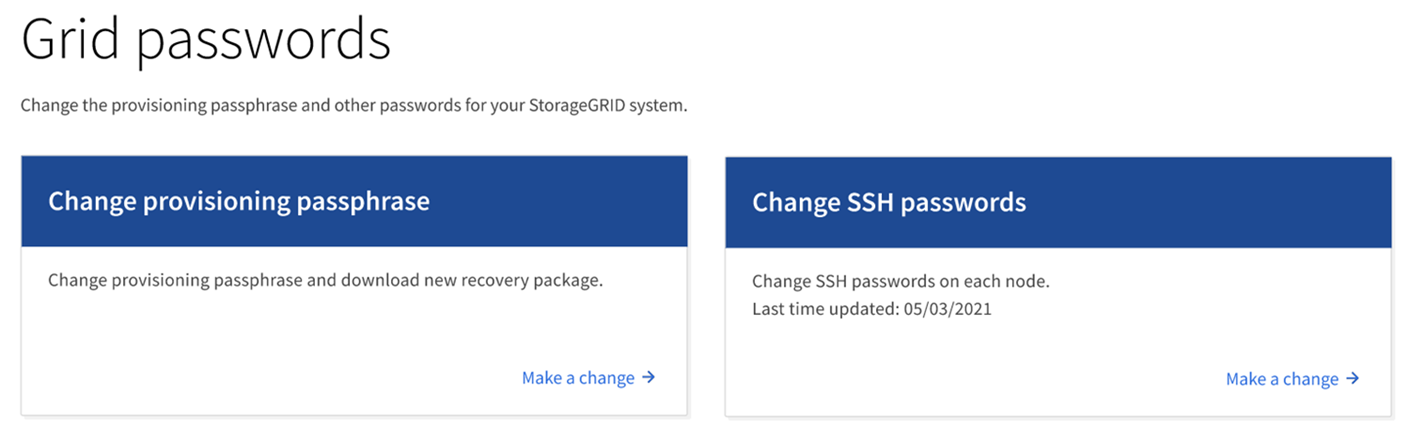 Grid passwords
Change the provisioning passphrase and other passwords for your StorageGRID system.
Change provisioning passphrase
Change provisioning passphrase and download new recovery package.
Make a change →
Change SSH passwords
Change SSH passwords on each node.
Last time updated: 05/03/2021
Make a change →